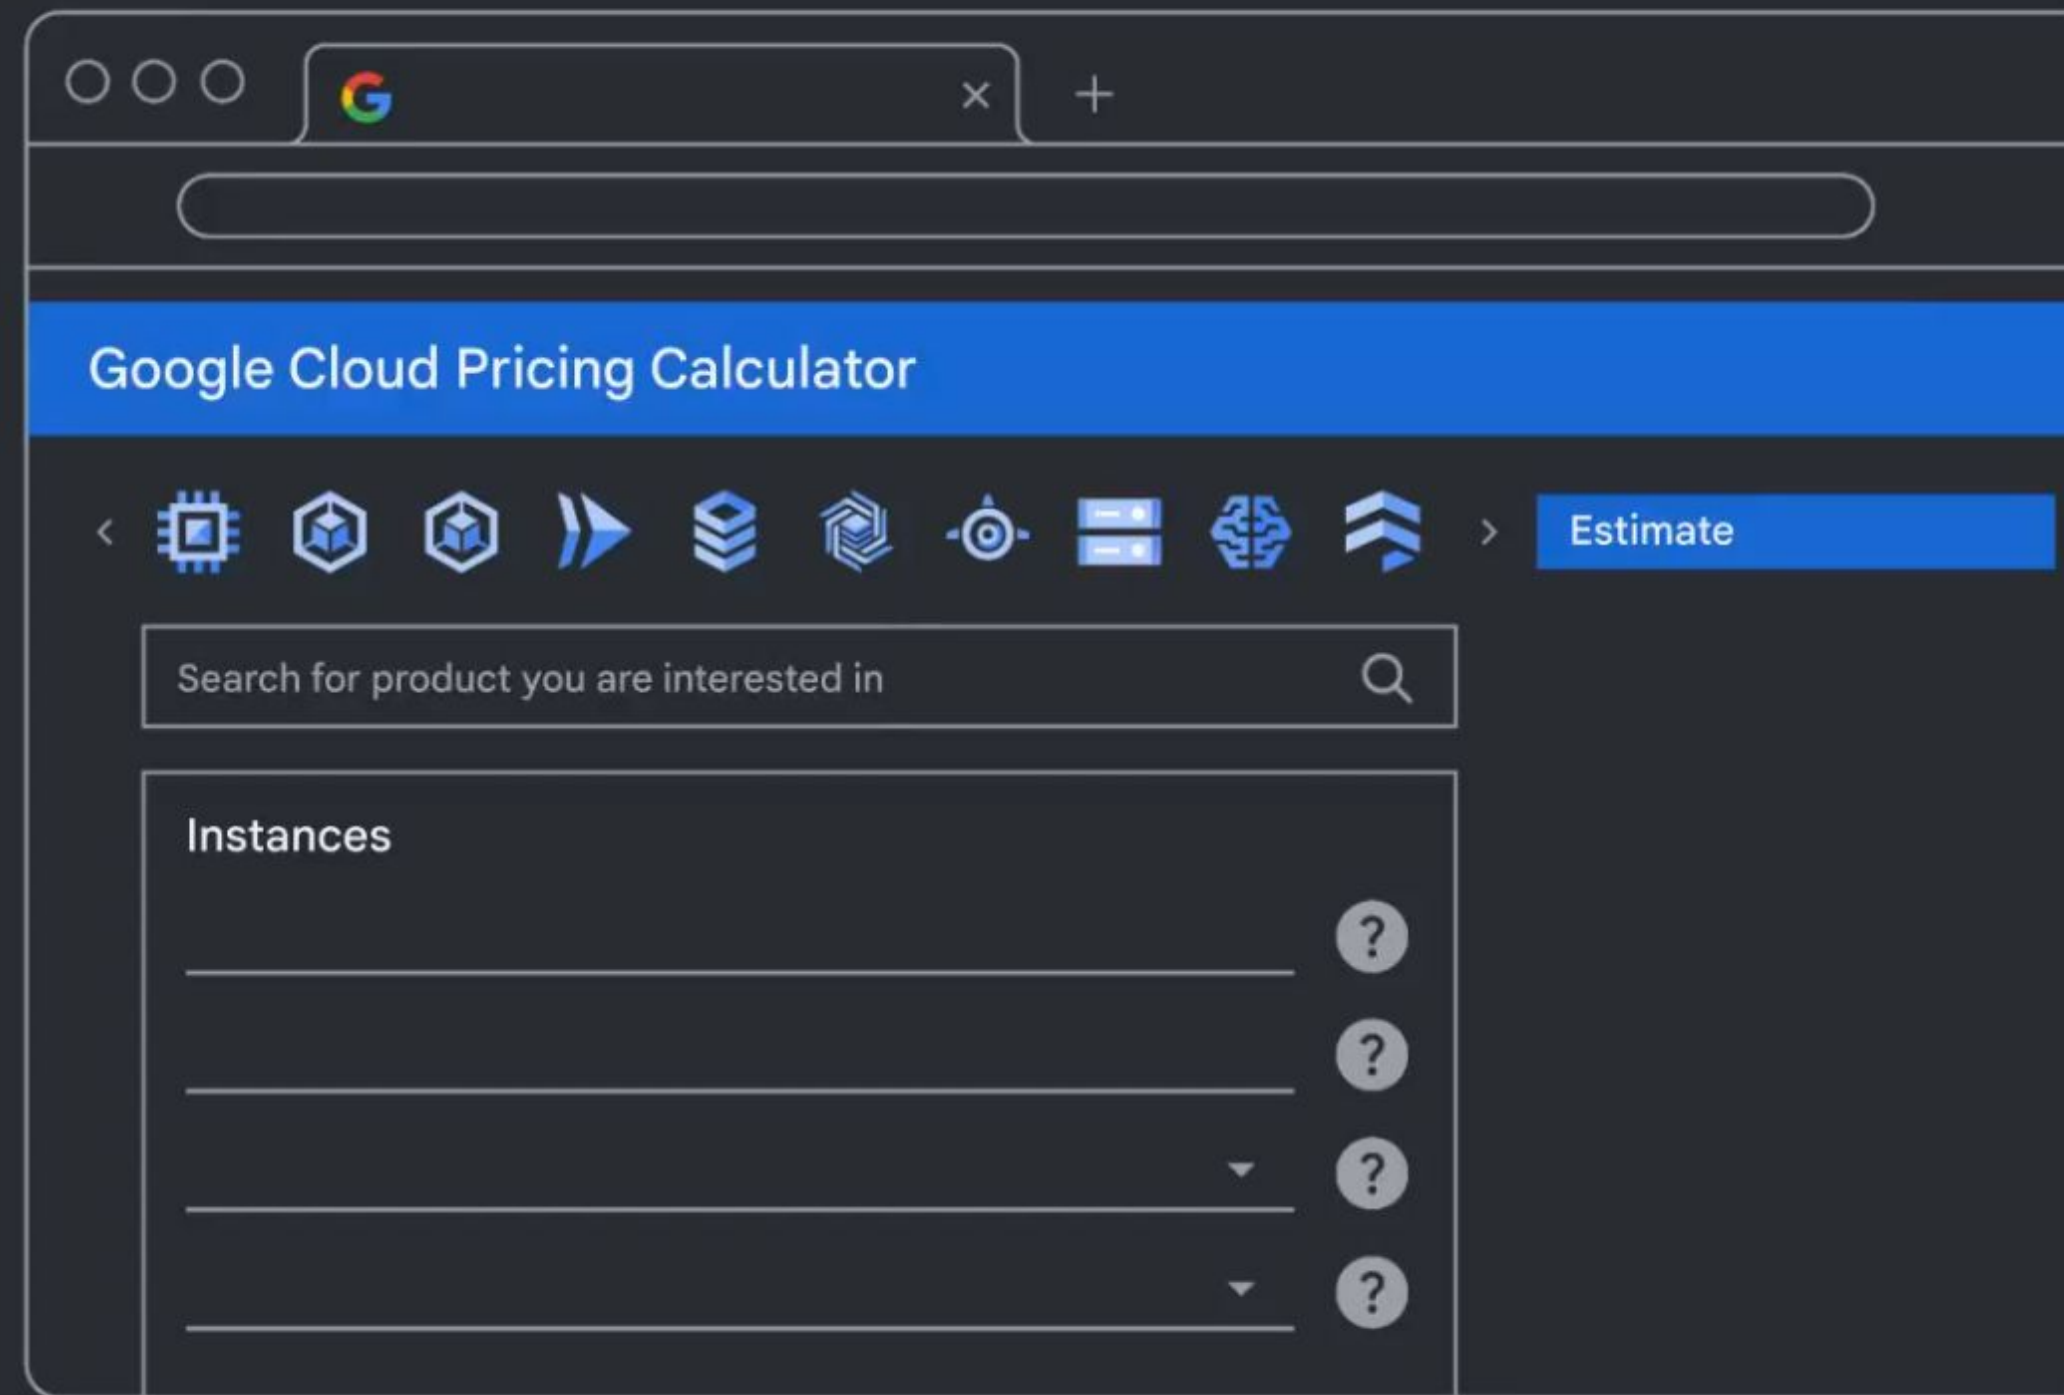 Google Cloud Pricing Calculator
Estimate
Search for product you are interested in
Instances
?
?
?
?